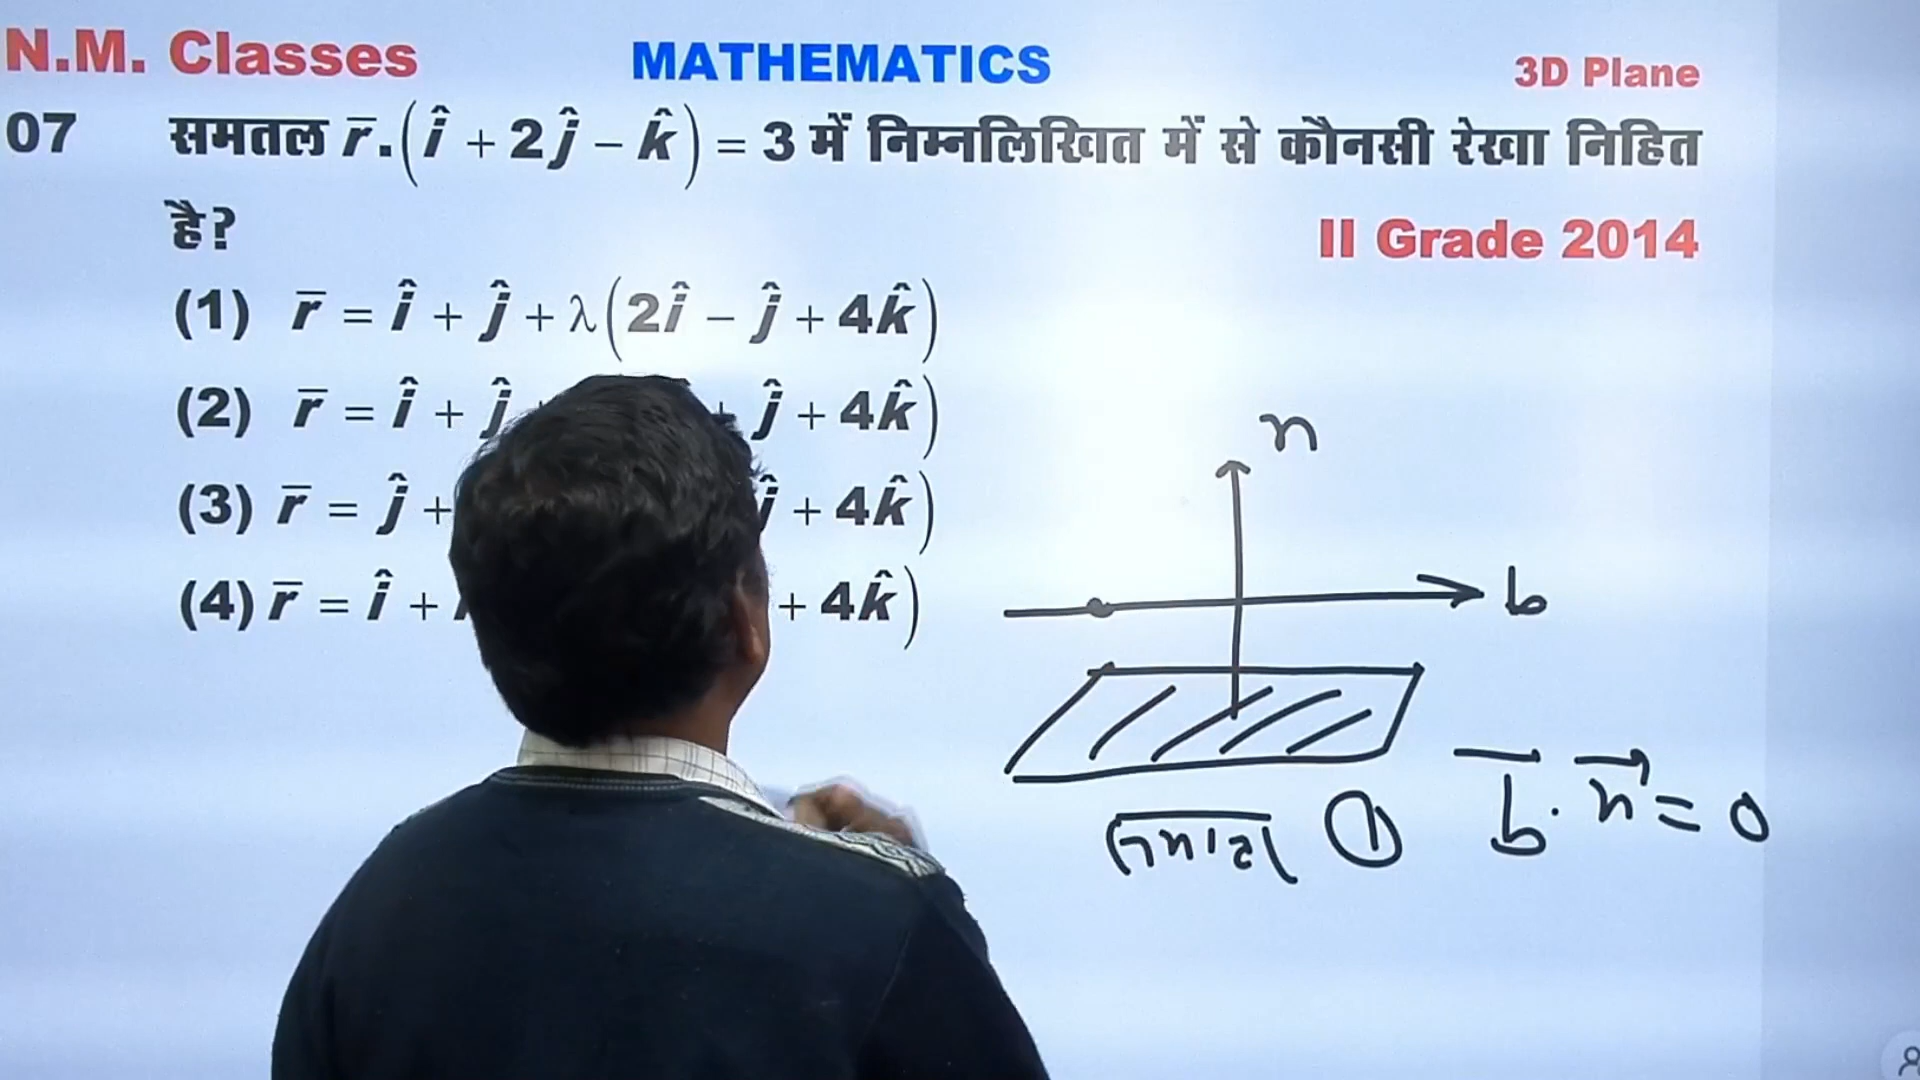 N.M. Classes MATHEMATICS 3D Plane
07 समतल r̅.(î + 2ĵ − k̂) = 3 में निम्नलिखित में से कौनसी रेखा निहित
है? II Grade 2014
(1) r̅ = î + ĵ + λ(2î − ĵ + 4k̂)
(2) r̅ = î + ĵ + ĵ + 4k̂)
n
(3) r̅ = ĵ + ĵ + 4k̂)
(4) r̅ = î + + 4k̂)
b
① b⃗. n⃗ = 0